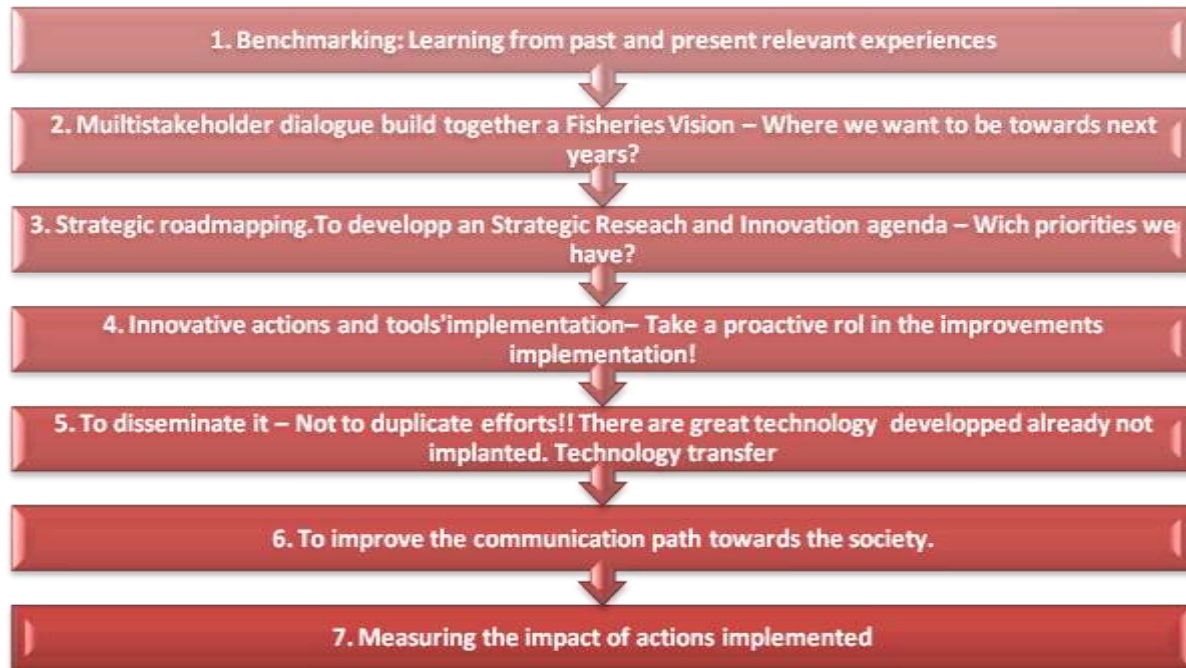 1. Benchmarking: Learning from past and present relevant experiences
2. Muiltistakeholder dialogue build together a Fisheries Vision – Where we want to be towards next
years?
3. Strategic roadmapping.To developp an Strategic Reseach and Innovation agenda – Wich priorities we
have?
4. Innovative actions and tools'implementation– Take a proactive rol in the improvements
implementation!
5. To disseminate it – Not to duplicate efforts!! There are great technology developped already not
implanted. Technology transfer
6. To improve the communication path towards the society.
7. Measuring the impact of actions implemented